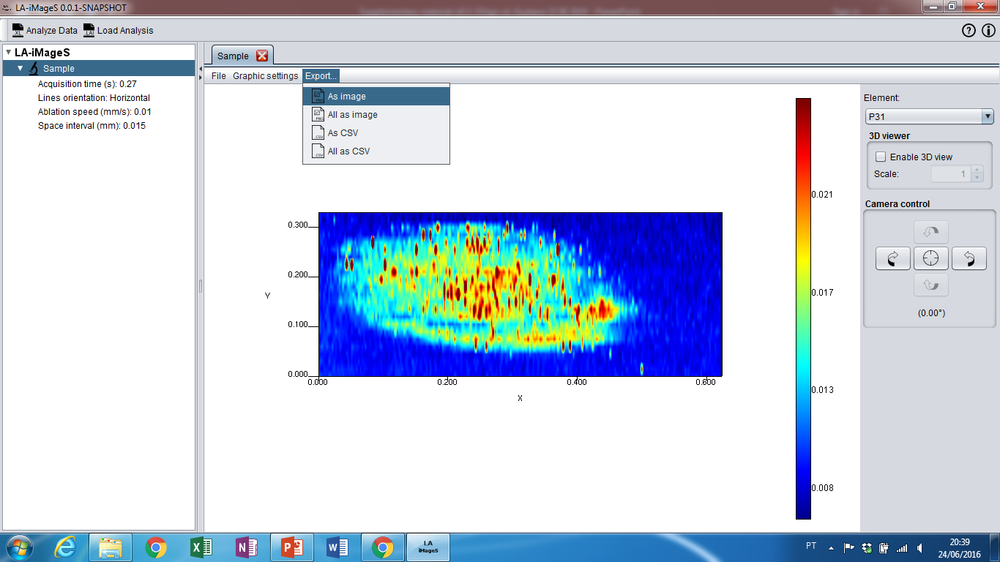 LA-iMageS 0.0.1-SNAPSHOT
Analyze Data Load Analysis
LA-iMageS
Sample
Acquisition time (s): 0.27
Lines orientation: Horizontal
Ablation speed (mm/s): 0.01
Space interval (mm): 0.015
Sample
File Graphic settings Export...
As image
All as image
As CSV
All as CSV
0.300
0.200
0.100
0.000
Y
0.000 0.200 0.400 0.600
X
0.021
0.017
0.013
0.008
Element:
P31
3D viewer
Enable 3D view
Scale: 1
Camera control
(0.00°)
LA
iMageS
PT
20:39
24/06/2016